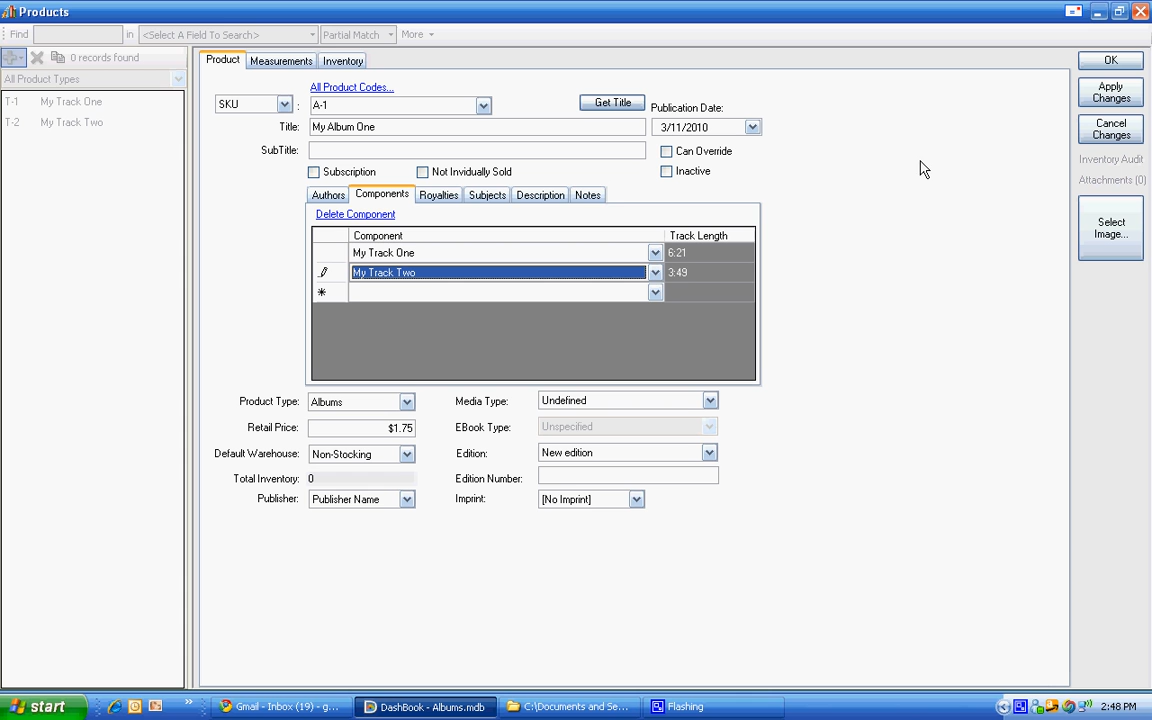 Products
Find in <Select A Field To Search> Partial Match More
0 records found
All Product Types
T-1 My Track One
T-2 My Track Two
Product Measurements Inventory
All Product Codes...
SKU : A-1 Get Title Publication Date:
Title: My Album One 3/11/2010
SubTitle: Can Override
Subscription Not Invidually Sold Inactive
Authors Components Royalties Subjects Description Notes
Delete Component
Component Track Length
My Track One 6:21
My Track Two 3:49
Product Type: Albums Media Type: Undefined
Retail Price: $1.75 EBook Type: Unspecified
Default Warehouse: Non-Stocking Edition: New edition
Total Inventory: 0 Edition Number:
Publisher: Publisher Name Imprint: [No Imprint]
OK
Apply
Changes
Cancel
Changes
Inventory Audit
Attachments (0)
Select
Image...
start Gmail - Inbox (19) - g... DashBook - Albums.mdb C:\Documents and Se... Flashing 2:48 PM